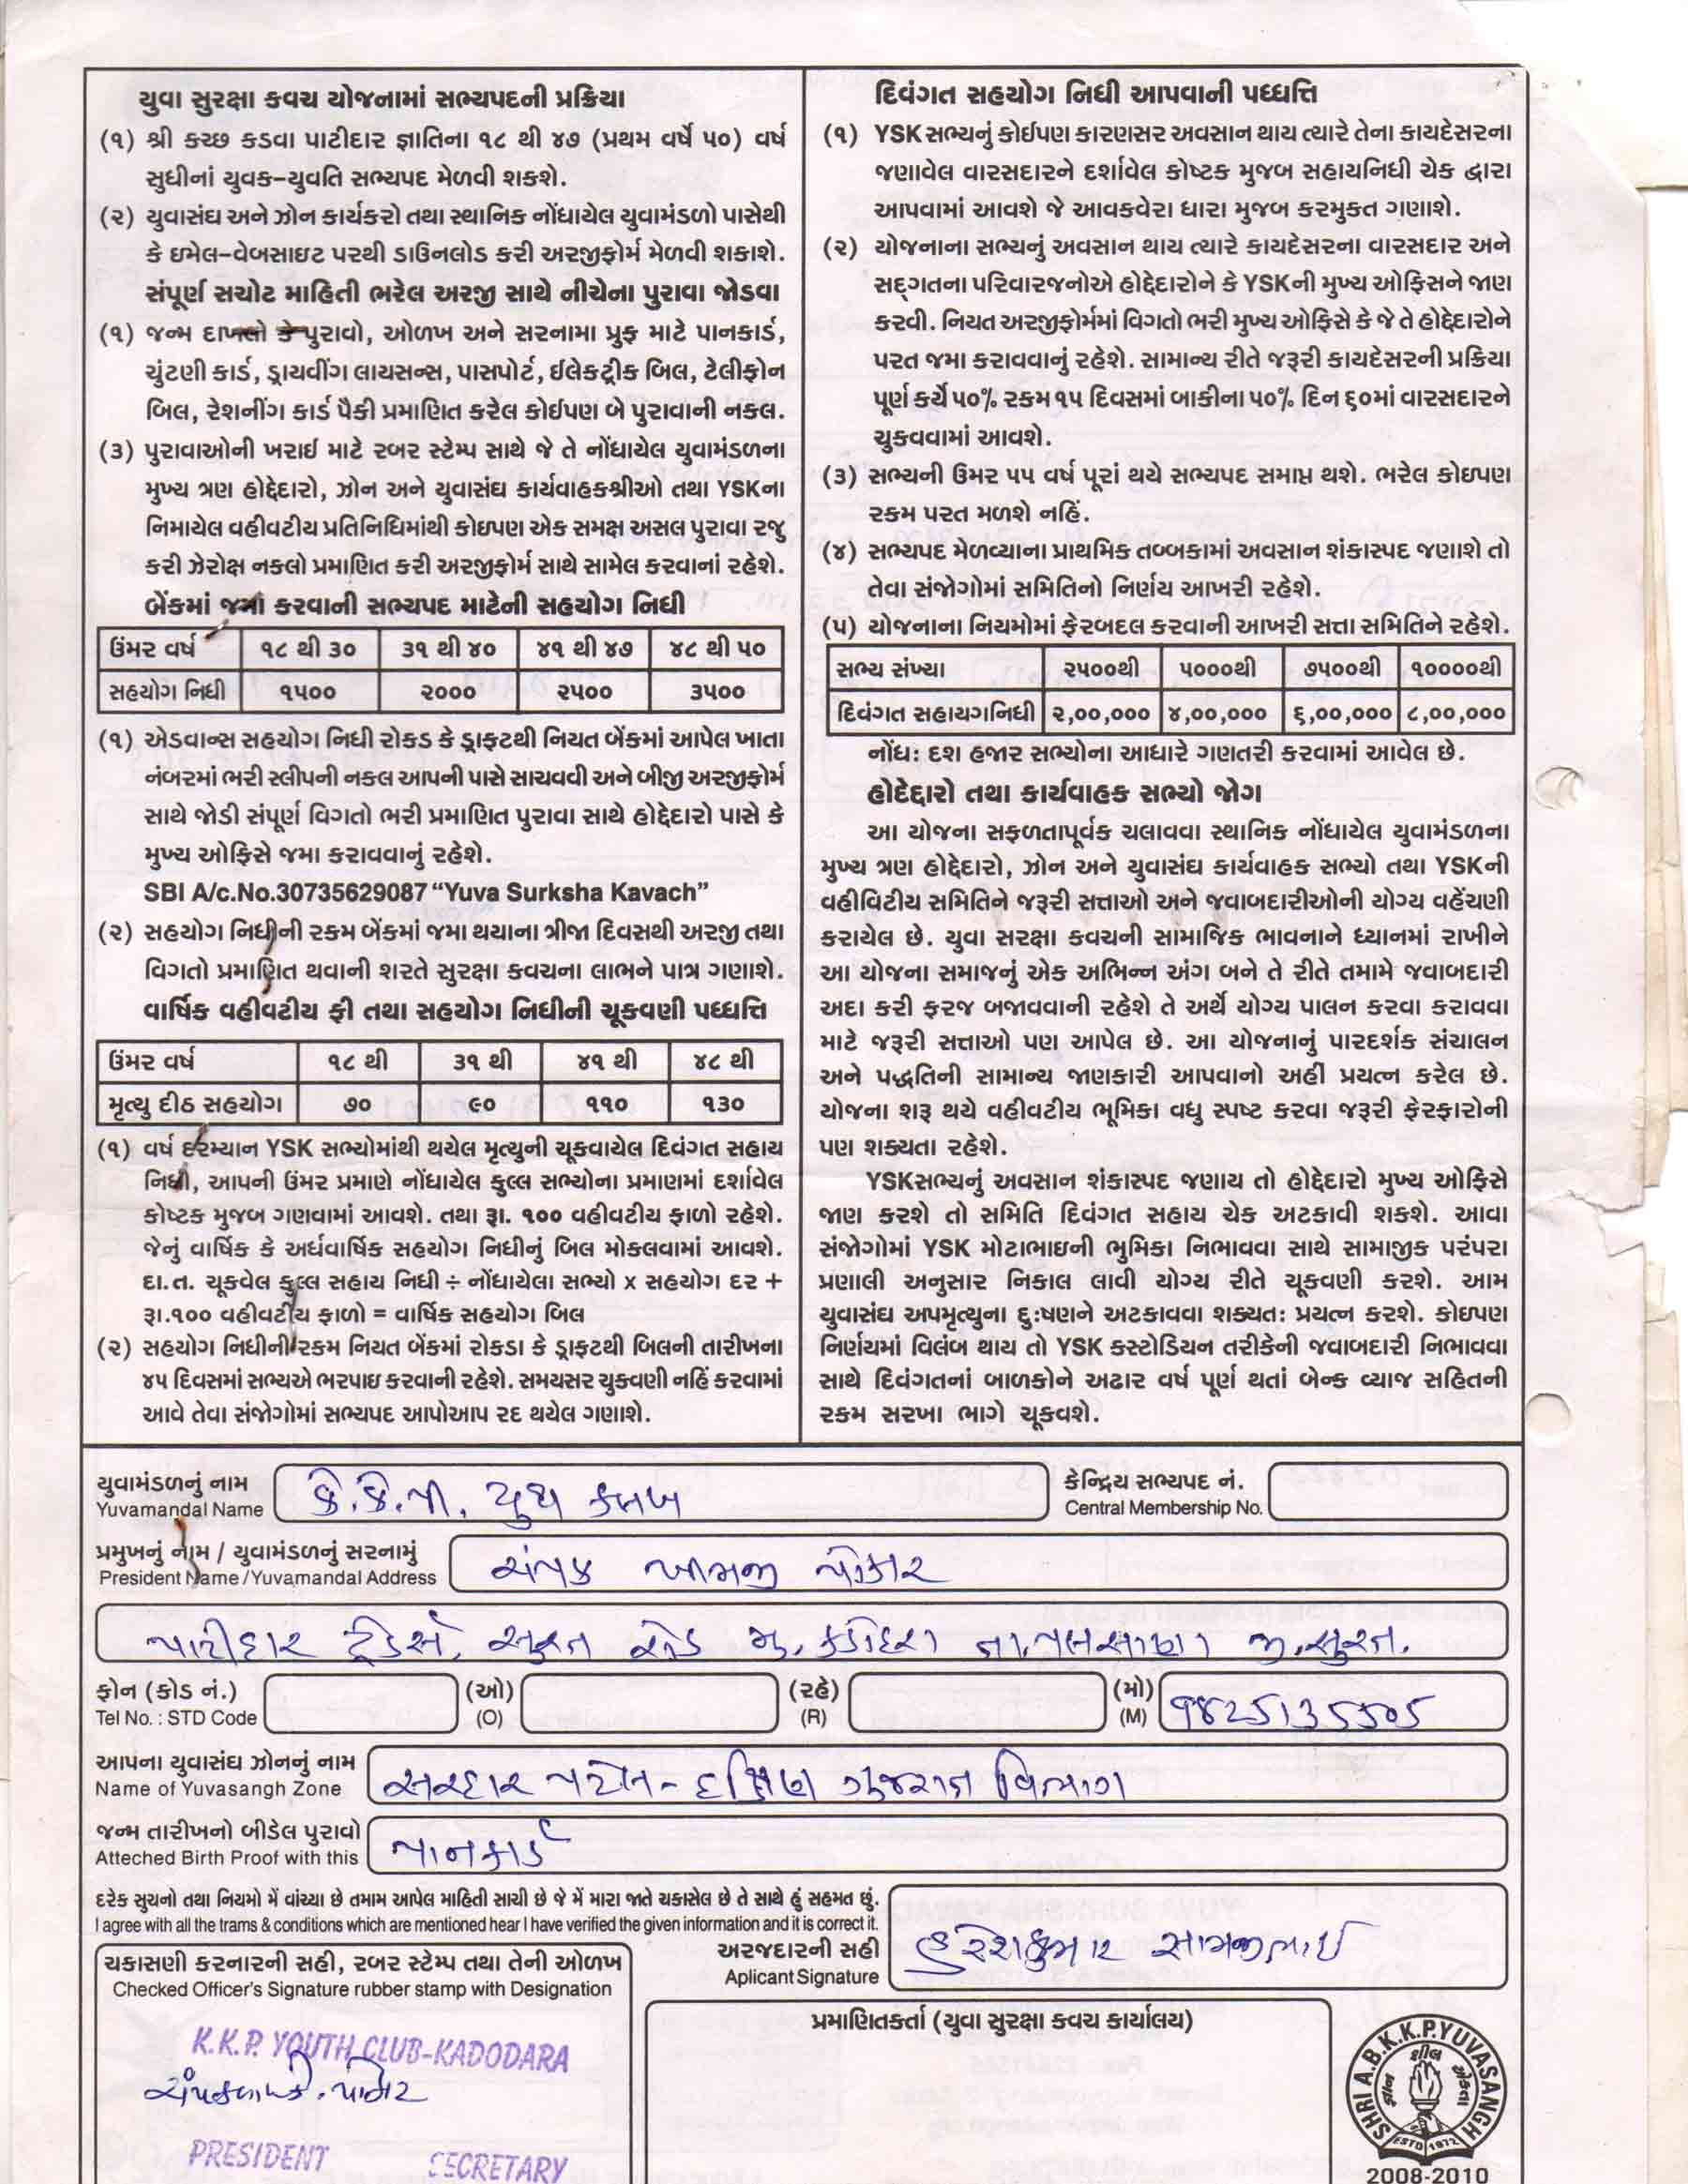 યુવા સુરક્ષા કવચ યોજનામાં સભ્યપદની પ્રક્રિયા
(૧) શ્રી કચ્છ કડવા પાટીદાર જ્ઞાતિના ૧૮ થી ૪૭ (પ્રથમ વર્ષે ૫૦) વર્ષ
સુધીનાં યુવક-યુવતિ સભ્યપદ મેળવી શકશે.
(૨) યુવાસંઘ અને ઝોન કાર્યકરો તથા સ્થાનિક નોંધાયેલ યુવામંડળો પાસેથી
કે ઇમેલ-વેબસાઇટ પરથી ડાઉનલોડ કરી અરજીફોર્મ મેળવી શકાશે.
સંપૂર્ણ સચોટ માહિતી ભરેલ અરજી સાથે નીચેના પુરાવા જોડવા
(૧) જન્મ દાખલો કે પુરાવો, ઓળખ અને સરનામા પ્રુફ માટે પાનકાર્ડ,
ચુંટણી કાર્ડ, ડ્રાયવીંગ લાયસન્સ, પાસપોર્ટ, ઈલેક્ટ્રીક બિલ, ટેલીફોન
બિલ, રેશનીંગ કાર્ડ પૈકી પ્રમાણિત કરેલ કોઈપણ બે પુરાવાની નકલ.
(૩) પુરાવાઓની ખરાઈ માટે રબર સ્ટેમ્પ સાથે જે તે નોંધાયેલ યુવામંડળના
મુખ્ય ત્રણ હોદ્દેદારો, ઝોન અને યુવાસંઘ કાર્યવાહકશ્રીઓ તથા YSKના
નિમાયેલ વહીવટીય પ્રતિનિધિમાંથી કોઇપણ એક સમક્ષ અસલ પુરાવા રજુ
કરી ઝેરોક્ષ નકલો પ્રમાણિત કરી અરજીફોર્મ સાથે સામેલ કરવાનાં રહેશે.
બેંકમાં જમા કરવાની સભ્યપદ માટેની સહયોગ નિધી
ઉંમર વર્ષ ૧૮ થી ૩૦ ૩૧ થી ૪૦ ૪૧ થી ૪૭ ૪૮ થી ૫૦
સહયોગ નિધી ૧૫૦૦ ૨૦૦૦ ૨૫૦૦ ૩૫૦૦
(૧) એડવાન્સ સહયોગ નિધી રોકડ કે ડ્રાફટથી નિયત બેંકમાં આપેલ ખાતા
નંબરમાં ભરી સ્લીપની નકલ આપની પાસે સાચવવી અને બીજી અરજીફોર્મ
સાથે જોડી સંપૂર્ણ વિગતો ભરી પ્રમાણિત પુરાવા સાથે હોદ્દેદારો પાસે કે
મુખ્ય ઓફિસે જમા કરાવવાનું રહેશે.
SBI A/c.No.30735629087 “Yuva Surksha Kavach”
(૨) સહયોગ નિધીની રકમ બેંકમાં જમા થયાના ત્રીજા દિવસથી અરજી તથા
વિગતો પ્રમાણિત થવાની શરતે સુરક્ષા કવચના લાભને પાત્ર ગણાશે.
વાર્ષિક વહીવટીય ફી તથા સહયોગ નિધીની ચૂકવણી પધ્ધત્તિ
ઉંમર વર્ષ ૧૮ થી ૩૧ થી ૪૧ થી ૪૮ થી
મૃત્યુ દીઠ સહયોગ ૭૦ ૯૦ ૧૧૦ ૧૩૦
(૧) વર્ષ દરમ્યાન YSK સભ્યોમાંથી થયેલ મૃત્યુની ચૂકવાયેલ દિવંગત સહાય
નિધી, આપની ઉંમર પ્રમાણે નોંધાયેલ કુલ્લ સભ્યોના પ્રમાણમાં દર્શાવેલ
કોષ્ટક મુજબ ગણવામાં આવશે. તથા રૂા. ૧૦૦ વહીવટીય ફાળો રહેશે.
જેનું વાર્ષિક કે અર્ધવાર્ષિક સહયોગ નિધીનું બિલ મોકલવામાં આવશે.
દા.ત. ચૂકવેલ કુલ્લ સહાય નિધી ÷ નોંધાયેલા સભ્યો x સહયોગ દર +
રૂા.૧૦૦ વહીવટીય ફાળો = વાર્ષિક સહયોગ બિલ
(૨) સહયોગ નિધીની રકમ નિયત બેંકમાં રોકડા કે ડ્રાફટથી બિલની તારીખના
૪૫ દિવસમાં સભ્યએ ભરપાઇ કરવાની રહેશે. સમયસર ચુકવણી નહિં કરવામાં
આવે તેવા સંજોગોમાં સભ્યપદ આપોઆપ રદ થયેલ ગણાશે.
દિવંગત સહયોગ નિધી આપવાની પધ્ધત્તિ
(૧) YSKસભ્યનું કોઈપણ કારણસર અવસાન થાય ત્યારે તેના કાયદેસરના
જણાવેલ વારસદારને દર્શાવેલ કોષ્ટક મુજબ સહાયનિધી ચેક દ્વારા
આપવામાં આવશે જે આવકવેરા ધારા મુજબ કરમુક્ત ગણાશે.
(૨) યોજનાના સભ્યનું અવસાન થાય ત્યારે કાયદેસરના વારસદાર અને
સદ્ગતના પરિવારજનોએ હોદ્દેદારોને કે YSKની મુખ્ય ઓફિસને જાણ
કરવી. નિયત અરજીફોર્મમાં વિગતો ભરી મુખ્ય ઓફિસે કે જે તે હોદ્દેદારોને
પરત જમા કરાવવાનું રહેશે. સામાન્ય રીતે જરૂરી કાયદેસરની પ્રક્રિયા
પૂર્ણ કર્યે ૫૦% રકમ ૧૫ દિવસમાં બાકીના ૫૦% દિન ૬૦માં વારસદારને
ચુકવવામાં આવશે.
(૩) સભ્યની ઉંમર ૫૫ વર્ષ પૂરાં થયે સભ્યપદ સમાપ્ત થશે. ભરેલ કોઇપણ
રકમ પરત મળશે નહિં.
(૪) સભ્યપદ મેળવ્યાના પ્રાથમિક તબ્બકામાં અવસાન શંકાસ્પદ જણાશે તો
તેવા સંજોગોમાં સમિતિનો નિર્ણય આખરી રહેશે.
(૫) યોજનાના નિયમોમાં ફેરબદલ કરવાની આખરી સત્તા સમિતિને રહેશે.
સભ્ય સંખ્યા ૨૫૦૦થી ૫૦૦૦થી ૭૫૦૦થી ૧૦૦૦૦થી
દિવંગત સહાયગનિધી ૨,૦૦,૦૦૦ ૪,૦૦,૦૦૦ ૬,૦૦,૦૦૦ ૮,૦૦,૦૦૦
નોંધ: દશ હજાર સભ્યોના આધારે ગણતરી કરવામાં આવેલ છે.
હોદેદ્દારો તથા કાર્યવાહક સભ્યો જોગ
આ યોજના સફળતાપૂર્વક ચલાવવા સ્થાનિક નોંધાયેલ યુવામંડળના
મુખ્ય ત્રણ હોદ્દેદારો, ઝોન અને યુવાસંઘ કાર્યવાહક સભ્યો તથા YSKની
વહીવિટીય સમિતિને જરૂરી સત્તાઓ અને જવાબદારીઓની યોગ્ય વહેંચણી
કરાયેલ છે. યુવા સરક્ષા કવચની સામાજિક ભાવનાને ધ્યાનમાં રાખીને
આ યોજના સમાજનું એક અભિન્ન અંગ બને તે રીતે તમામે જવાબદારી
અદા કરી ફરજ બજાવવાની રહેશે તે અર્થે યોગ્ય પાલન કરવા કરાવવા
માટે જરૂરી સત્તાઓ પણ આપેલ છે. આ યોજનાનું પારદર્શક સંચાલન
અને પદ્ધતિની સામાન્ય જાણકારી આપવાનો અહીં પ્રયત્ન કરેલ છે.
યોજના શરૂ થયે વહીવટીય ભૂમિકા વધુ સ્પષ્ટ કરવા જરૂરી ફેરફારોની
પણ શક્યતા રહેશે.
YSKસભ્યનું અવસાન શંકાસ્પદ જણાય તો હોદ્દેદારો મુખ્ય ઓફિસે
જાણ કરશે તો સમિતિ દિવંગત સહાય ચેક અટકાવી શકશે. આવા
સંજોગોમાં YSK મોટાભાઇની ભુમિકા નિભાવવા સાથે સામાજીક પરંપરા
પ્રણાલી અનુસાર નિકાલ લાવી યોગ્ય રીતે ચૂકવણી કરશે. આમ
યુવાસંઘ અપમૃત્યુના દુઃષણને અટકાવવા શક્યતઃ પ્રયત્ન કરશે. કોઇપણ
નિર્ણયમાં વિલંબ થાય તો YSK કસ્ટોડિયન તરીકેની જવાબદારી નિભાવવા
સાથે દિવંગતનાં બાળકોને અઢાર વર્ષ પૂર્ણ થતાં બેન્ક વ્યાજ સહિતની
રકમ સરખા ભાગે ચૂકવશે.
યુવામંડળનું નામ કે.કે.પી. યુથ કલબ કેન્દ્રિય સભ્યપદ નં.
Yuvamandal Name Central Membership No.
પ્રમુખનું નામ / યુવામંડળનું સરનામું ચંપક ખીમજી પોકાર
President Name/Yuvamandal Address
પાટીદાર ટ્રેડર્સ, સુરત રોડ મુ. કડોદરા તા. પલસાણા જી. સુરત.
ફોન (કોડ નં.) (ઓ) (રહે) (મો)
Tel No. : STD Code (O) (R) (M)
આપના યુવાસંઘ ઝોનનું નામ સરદાર પટેલ - દક્ષિણ ગુજરાત વિભાગ
Name of Yuvasangh Zone
જન્મ તારીખનો બીડેલ પુરાવો પાનકાર્ડ
Atteched Birth Proof with this
દરેક સુચનો તથા નિયમો મેં વાંચ્યા છે તમામ આપેલ માહિતી સાચી છે જે મેં મારા જાતે ચકાસેલ છે તે સાથે હું સહમત છું.
I agree with all the trams & conditions which are mentioned hear I have verified the given information and it is correct it.
અરજદારની સહી હરેશકુમાર સામજીભાઈ
Aplicant Signature
ચકાસણી કરનારની સહી, રબર સ્ટેમ્પ તથા તેની ઓળખ
Checked Officer's Signature rubber stamp with Designation
K.K.P. YOUTH CLUB-KADODARA
PRESIDENT SECRETARY
પ્રમાણિતકર્તા (યુવા સુરક્ષા કવચ કાર્યાલય)
SHRI A.B.K.K.P.YUVASANGH
ESTD 1972
2008-2010